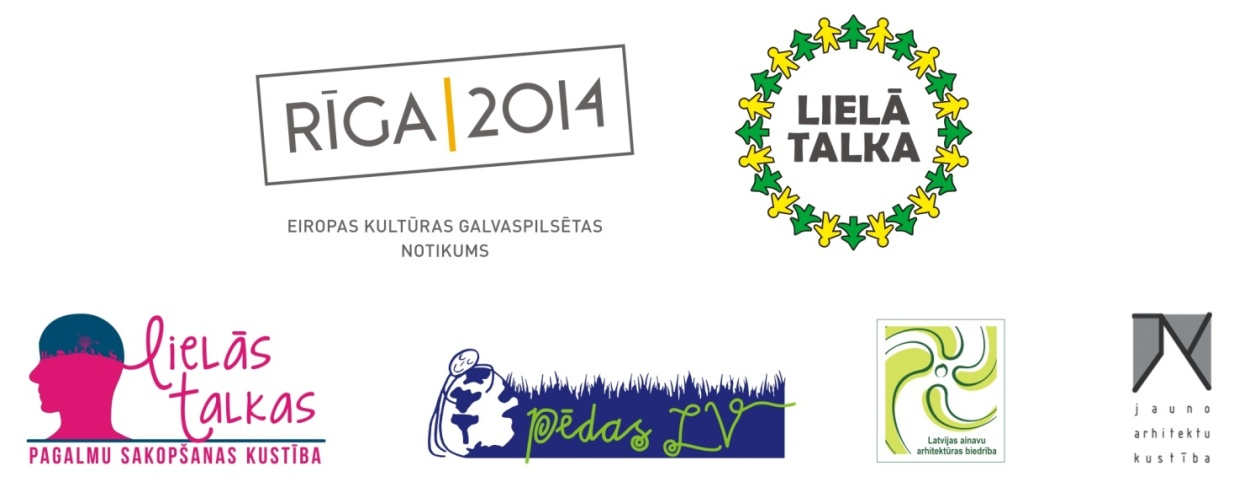 RĪGA|2014
EIROPAS KULTŪRAS GALVASPILSĒTAS
NOTIKUMS
LIELĀ
TALKA
lielās
talkas
PAGALMU SAKOPŠANAS KUSTĪBA
pēdas LV
Latvijas ainavu
arhitektūras biedrība
jauno
arhitektu
kustība